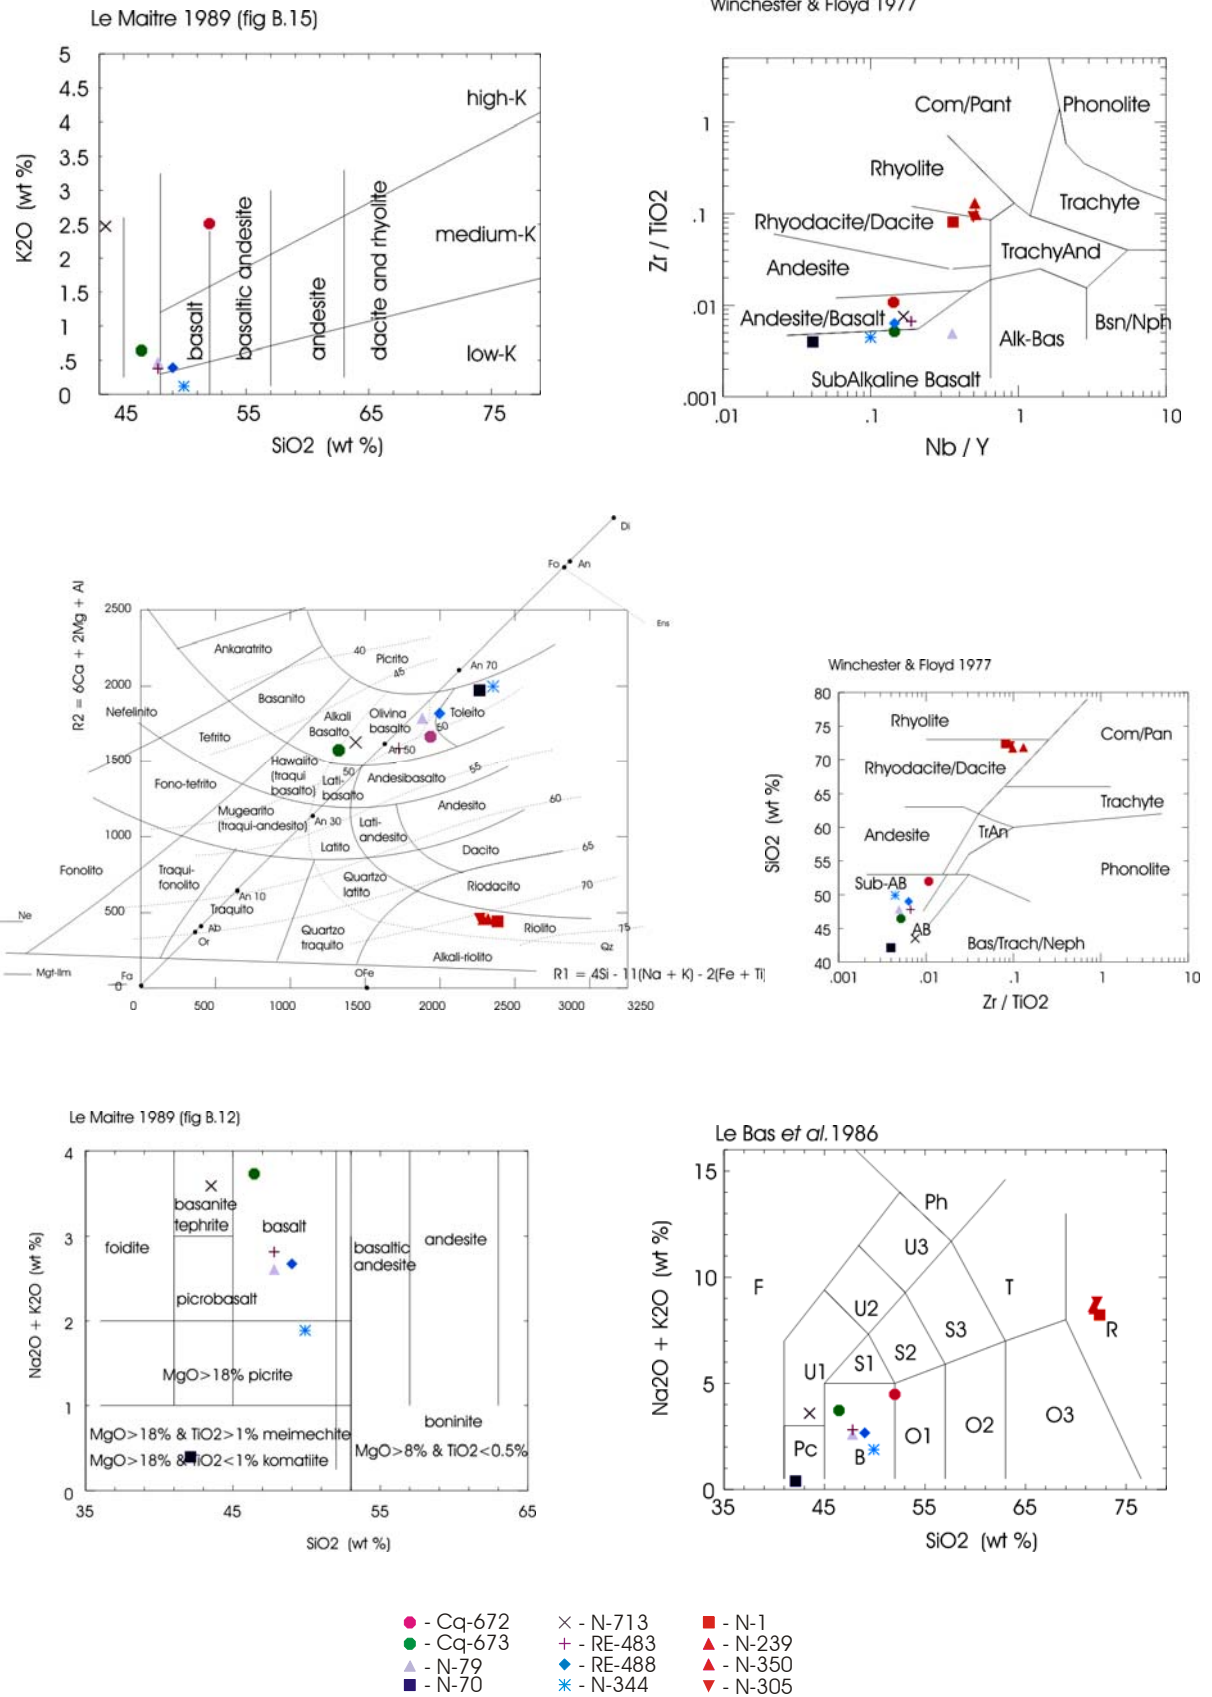 Le Maitre 1989 (fig B.15)
5
4.5
4
3.5
3
2.5
2
1.5
1
.5
0
K2O (wt %)
high-K
medium-K
low-K
basalt
basaltic andesite
andesite
dacite and rhyolite
45
55
65
75
SiO2 (wt %)
Winchester & Floyd 1977
1
.1
.01
.001
Zr / TiO2
Com/Pant
Phonolite
Rhyolite
Trachyte
Rhyodacite/Dacite
TrachyAnd
Andesite
Andesite/Basalt
Bsn/Nph
Alk-Bas
SubAlkaline Basalt
.01
.1
1
10
Nb / Y
R2 = 6Ca + 2Mg + Al
2500
2000
1500
1000
500
0
Di
Fo
An
Ens
Ankaratrito
40
Picrito
45
An 70
Basanito
Nefelinito
Alkali
Basalto
Olivina
basalto
Toleito
50
Tefrito
An 50
Hawaiito
(traqui
basalto)
50
Lati-
basalto
Andesibasalto
55
Fono-tefrito
Mugearito
(traqui-andesito)
An 30
Lati-
andesito
Andesito
60
Latito
Dacito
65
Fonolito
Traqui-
fonolito
Quartzo
latito
Riodacito
70
An 10
Traquito
Ne
Ab
Or
Quartzo
traquito
Riolito
75
Qz
Alkali-riolito
Mgt-Ilm
Fa
OFe
R1 = 4Si - 11(Na + K) - 2(Fe + Ti)
0
500
1000
1500
2000
2500
3250
Winchester & Floyd 1977
80
75
70
65
60
55
50
45
40
SiO2 (wt %)
Rhyolite
Com/Pan
Rhyodacite/Dacite
Trachyte
Andesite
TrAn
Phonolite
Sub-AB
AB
Bas/Trach/Neph
.001
.01
.1
1
10
Zr / TiO2
Le Maitre 1989 (fig B.12)
4
3
2
1
0
Na2O + K2O (wt %)
basanite
tephrite
basalt
foidite
basaltic
andesite
andesite
picrobasalt
MgO>18% picrite
MgO>18% & TiO2>1% meimechite
MgO>18% & TiO2<1% komatiite
boninite
MgO>8% & TiO2<0.5%
35
45
55
65
SiO2 (wt %)
Le Bas et al. 1986
15
10
5
0
Na2O + K2O (wt %)
Ph
U3
F
T
U2
S3
R
S2
S1
U1
O3
O2
O1
Pc
B
35
45
55
65
75
SiO2 (wt %)
- Cq-672
- Cq-673
- N-79
- N-70
- N-713
- RE-483
- RE-488
- N-344
- N-1
- N-239
- N-350
- N-305